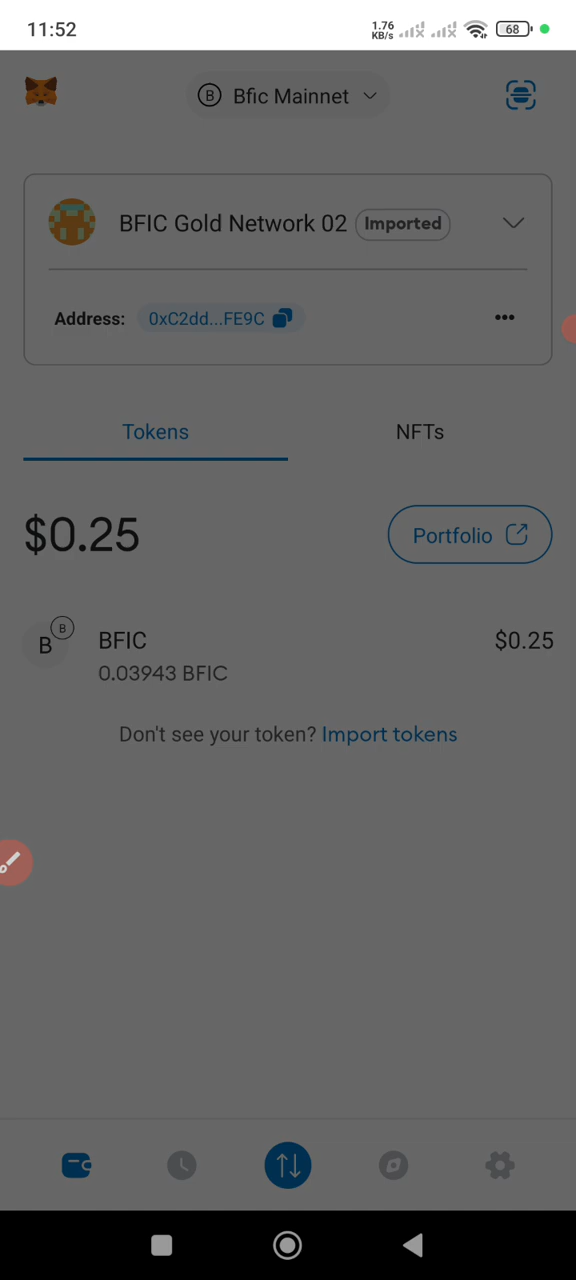 11:52
1.76 KB/s
68
B Bfic Mainnet
BFIC Gold Network 02 Imported
Address: 0xC2dd...FE9C
Tokens NFTs
$0.25 Portfolio
B B BFIC $0.25
0.03943 BFIC
Don't see your token? Import tokens